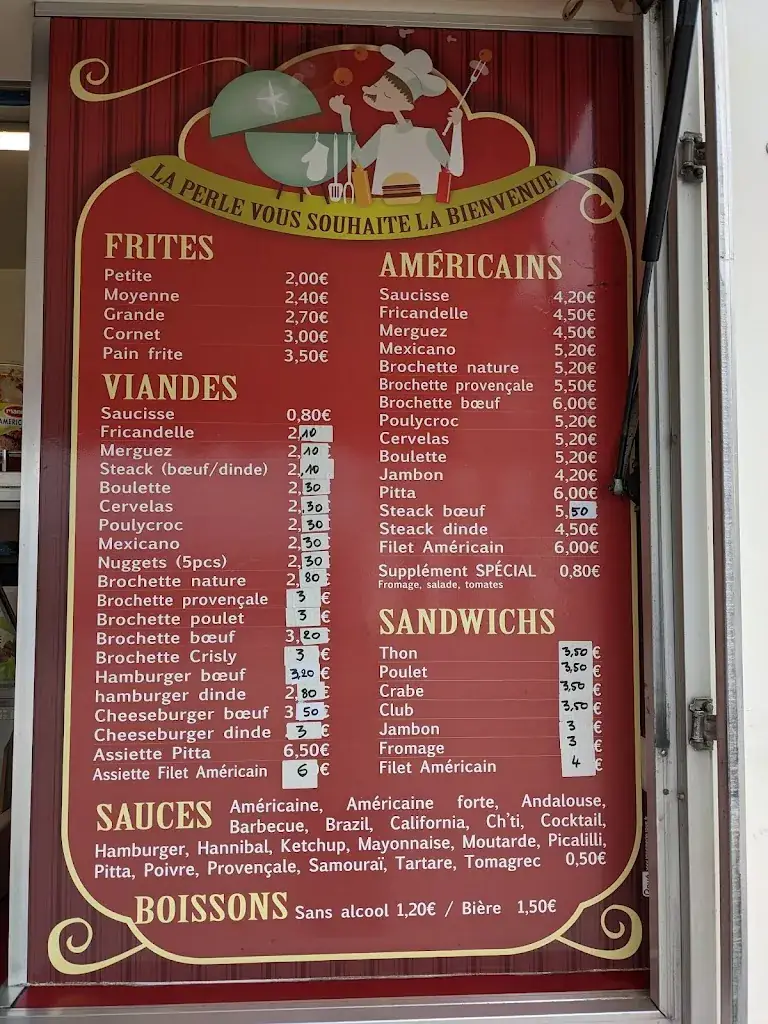 LA PERLE VOUS SOUHAITE LA BIENVENUE
FRITES
Petite 2,00€
Moyenne 2,40€
Grande 2,70€
Cornet 3,00€
Pain frite 3,50€
VIANDES
Saucisse 0,80€
Fricandelle 2,10
Merguez 2,10€
Steack (bœuf/dinde) 2,10
Boulette 2,30
Cervelas 2,30€
Poulycroc 2,30
Mexicano 2,30€
Nuggets (5pcs) 2,30€
Brochette nature 2,80€
Brochette provençale 3€
Brochette poulet 3€
Brochette bœuf 3,20€
Brochette Crisly 3€
Hamburger bœuf 3,20€
hamburger dinde 2,80€
Cheeseburger bœuf 3,50€
Cheeseburger dinde 3€
Assiette Pitta 6,50€
Assiette Filet Américain 6€
AMÉRICAINS
Saucisse 4,20€
Fricandelle 4,50€
Merguez 4,50€
Mexicano 5,20€
Brochette nature 5,20€
Brochette provençale 5,50€
Brochette bœuf 6,00€
Poulycroc 5,20€
Cervelas 5,20€
Boulette 5,20€
Jambon 4,20€
Pitta 6,00€
Steack bœuf 5,50
Steack dinde 4,50€
Filet Américain 6,00€
Supplément SPÉCIAL 0,80€
Fromage, salade, tomates
SANDWICHS
Thon 3,50€
Poulet 3,50€
Crabe 3,50€
Club 3,50€
Jambon 3€
Fromage 3€
Filet Américain 4€
SAUCES Américaine, Américaine forte, Andalouse,
Barbecue, Brazil, California, Ch'ti, Cocktail,
Hamburger, Hannibal, Ketchup, Mayonnaise, Moutarde, Picalilli,
Pitta, Poivre, Provençale, Samouraï, Tartare, Tomagrec 0,50€
BOISSONS Sans alcool 1,20€ / Bière 1,50€